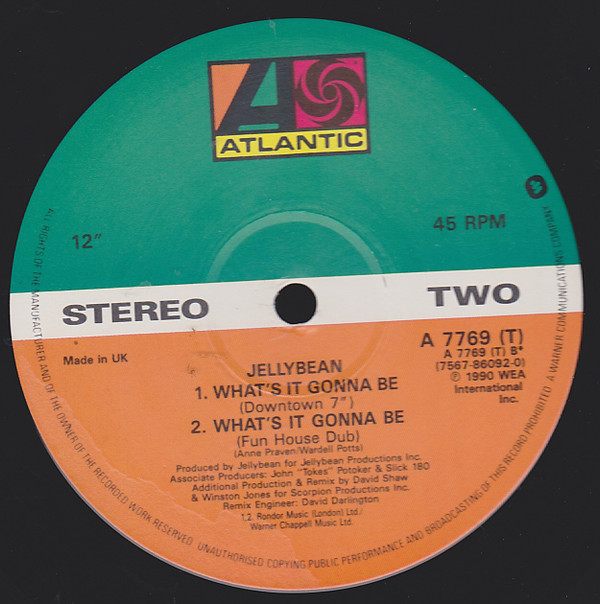 ATLANTIC
12"
45 RPM
STEREO
TWO
Made in UK
A 7769 (T)
A 7769 (T) B*
(7567-86092-0)
℗ 1990 WEA
International
Inc.
JELLYBEAN
1. WHAT'S IT GONNA BE
(Downtown 7")
2. WHAT'S IT GONNA BE
(Fun House Dub)
(Anne Praven/Wardell Potts)
Produced by Jellybean for Jellybean Productions Inc.
Associate Producers: John "Tokes" Potoker & Slick 180
Additional Production & Remix by David Shaw
& Winston Jones for Scorpion Productions Inc.
Remix Engineer: David Darlington
1,2. Rondor Music (London) Ltd./
Warner Chappell Music Ltd.
ALL RIGHTS OF THE MANUFACTURER AND OF THE OWNER OF THE RECORDED WORK RESERVED. UNAUTHORISED COPYING, PUBLIC PERFORMANCE AND BROADCASTING OF THIS RECORD PROHIBITED. A WARNER COMMUNICATIONS COMPANY